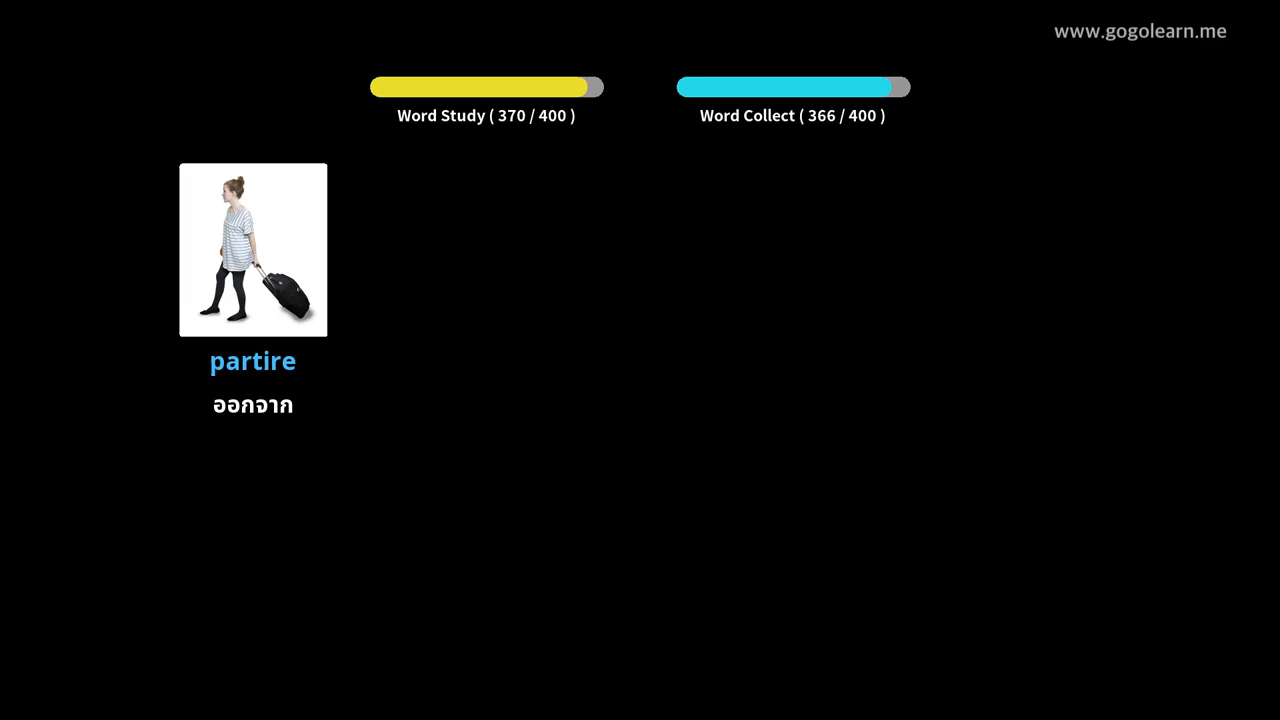 www.gogolearn.me
Word Study ( 370 / 400 )
Word Collect ( 366 / 400 )
partire
ออกจาก